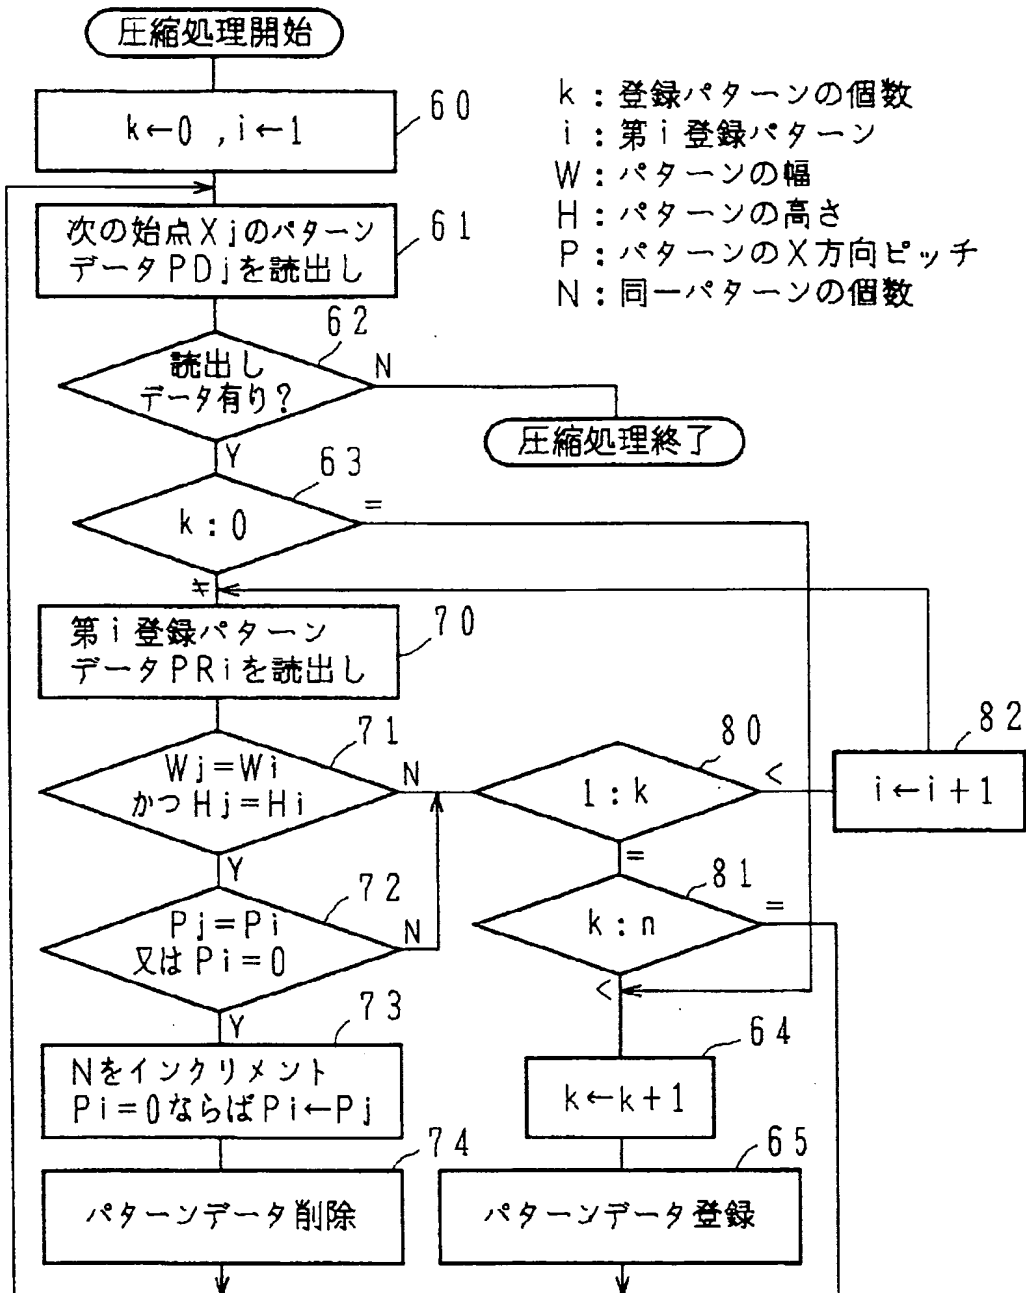 圧縮処理開始
k←0 ,i←1
60
k:登録パターンの個数
i:第i登録パターン
W:パターンの幅
H:パターンの高さ
P:パターンのX方向ピッチ
N:同一パターンの個数
次の始点Xjのパターン
データPDjを読出し
61
読出し
データ有り?
62
N
Y
圧縮処理終了
k:0
63
=
≠
第i登録パターン
データPRiを読出し
70
Wj=Wi
かつHj=Hi
71
N
Y
1:k
80
<
=
i←i+1
82
Pj=Pi
又はPi=0
72
N
Y
k:n
81
=
<
Nをインクリメント
Pi=0ならばPi←Pj
73
k←k+1
64
パターンデータ削除
74
パターンデータ登録
65